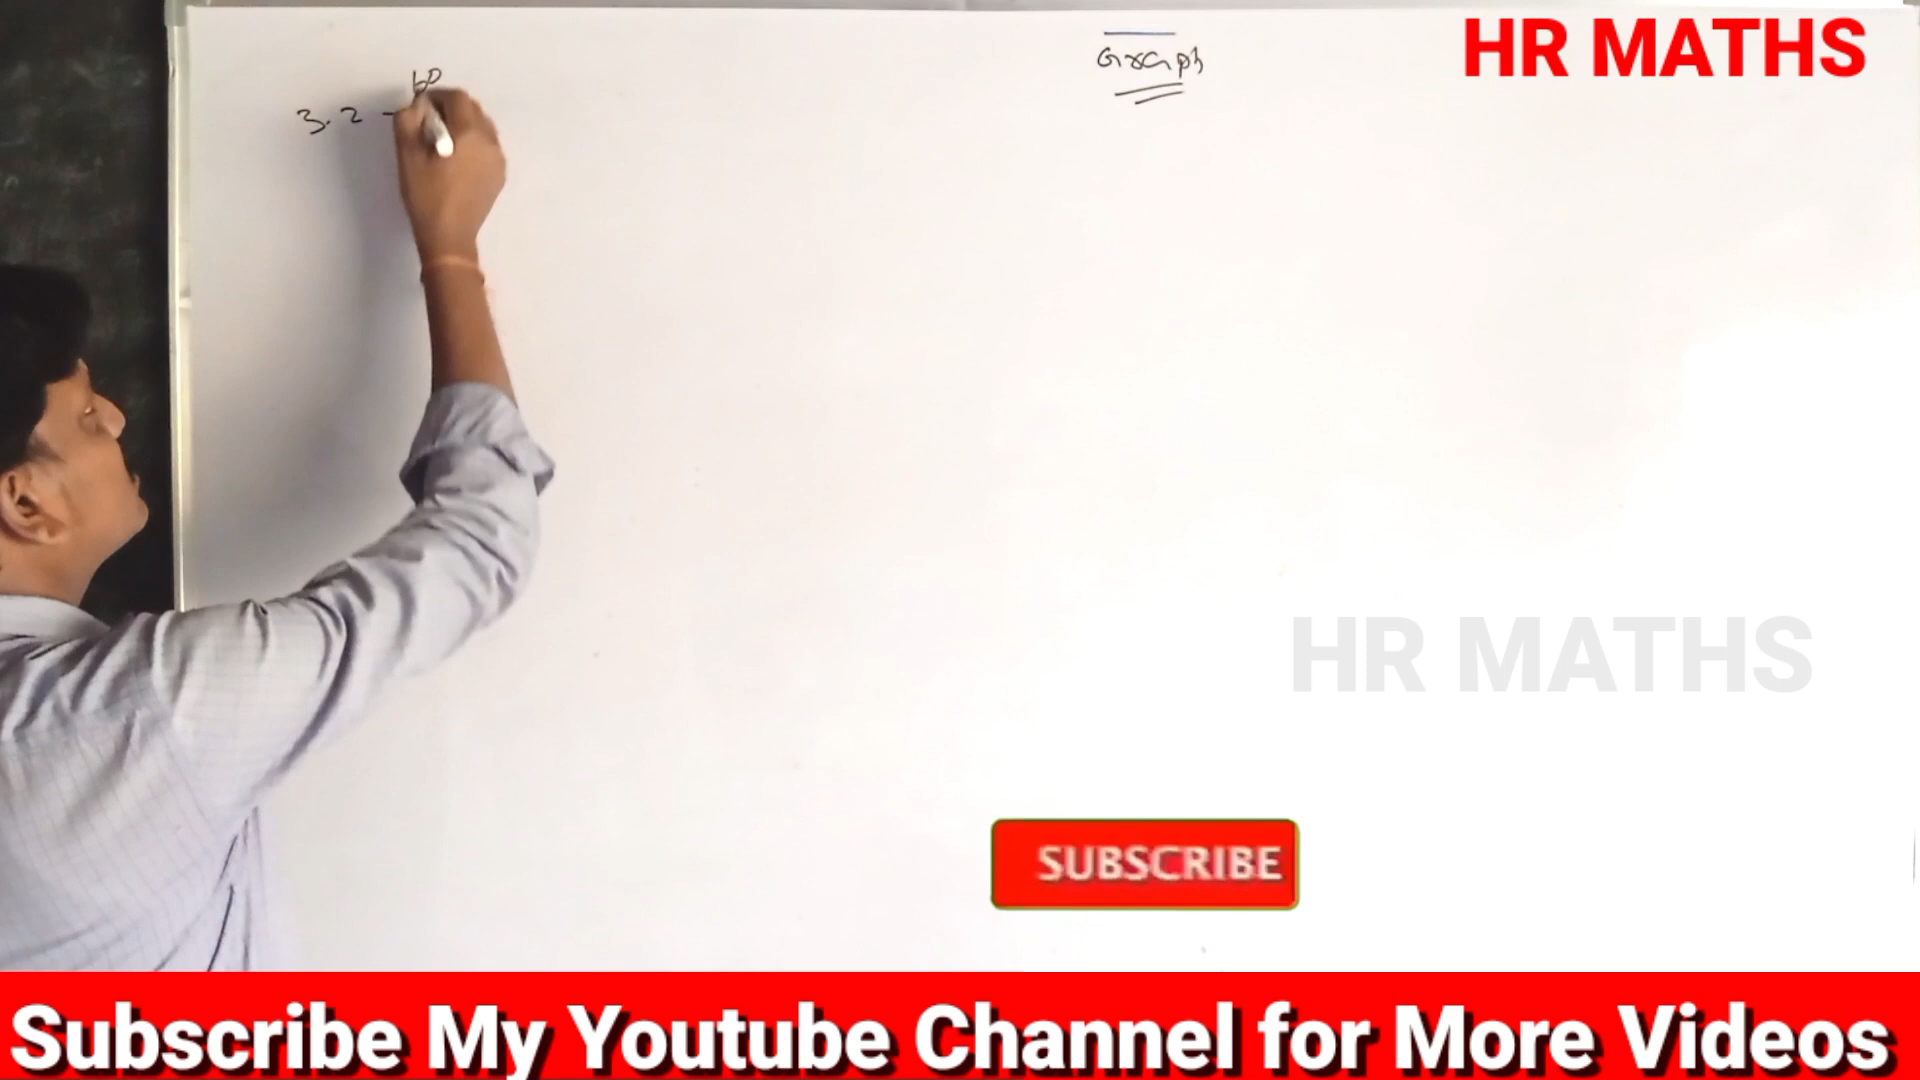 HR MATHS
Graph
3.2 -
HR MATHS
SUBSCRIBE
Subscribe My Youtube Channel for More Videos